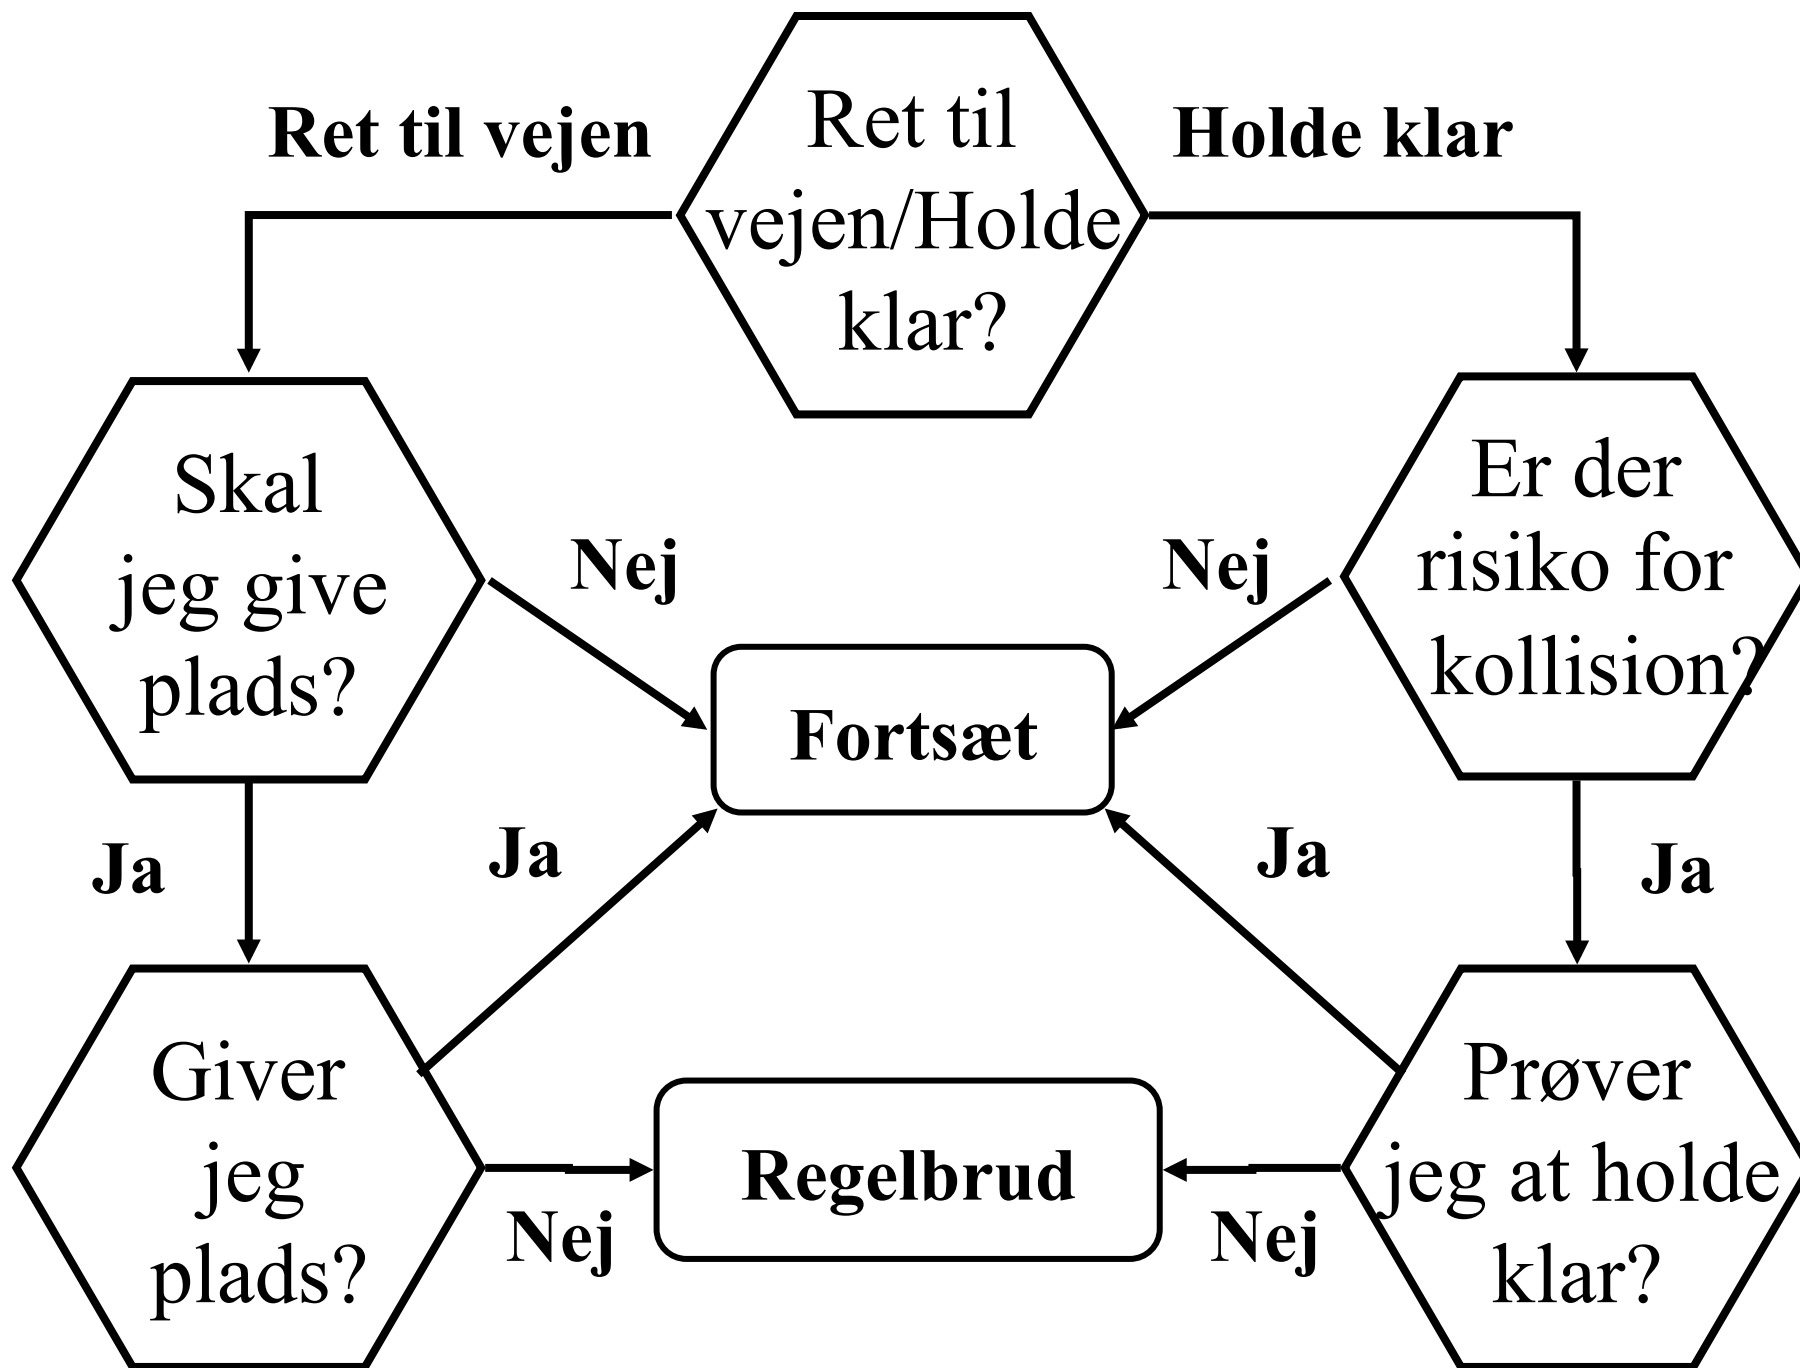 Ret til vejen
Ret til
vejen/Holde
klar?
Holde klar
Skal
jeg give
plads?
Nej
Nej
Er der
risiko for
kollision?
Fortsæt
Ja
Ja
Ja
Ja
Giver
jeg
plads?
Nej
Regelbrud
Nej
Prøver
jeg at holde
klar?